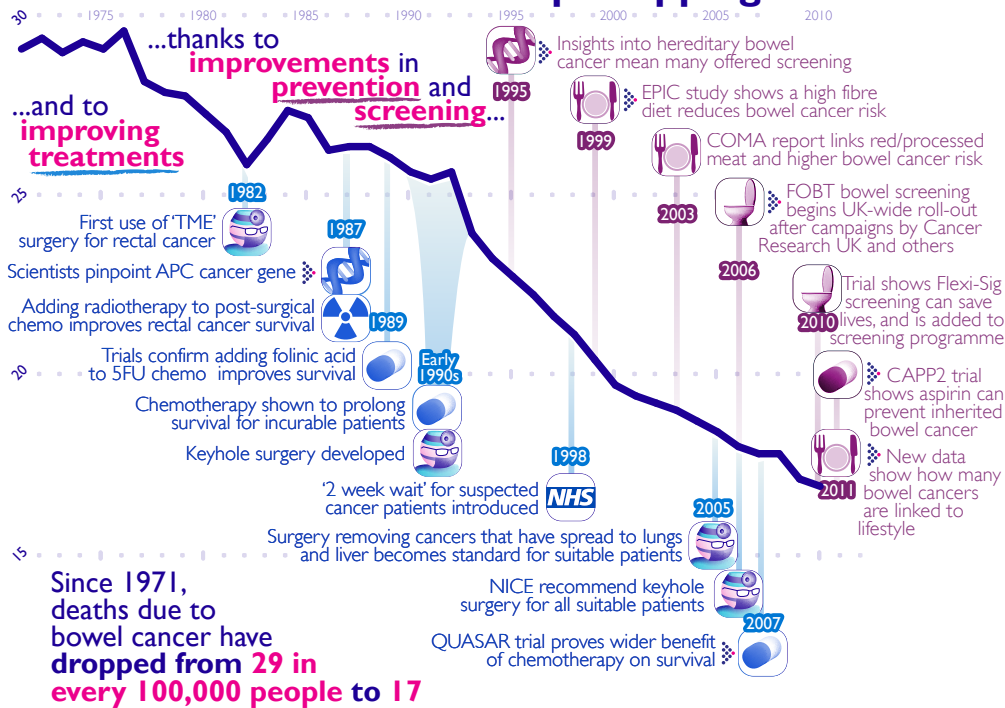 30
1975
1980
1985
1990
1995
2000
2005
2010
...thanks to
improvements in
prevention and
screening...
...and to
improving
treatments
25
20
15
Insights into hereditary bowel
cancer mean many offered screening
1995
EPIC study shows a high fibre
diet reduces bowel cancer risk
1999
COMA report links red/processed
meat and higher bowel cancer risk
2003
FOBT bowel screening
begins UK-wide roll-out
after campaigns by Cancer
Research UK and others
2006
Trial shows Flexi-Sig
screening can save
lives, and is added to
screening programme
2010
CAPP2 trial
shows aspirin can
prevent inherited
bowel cancer
New data
show how many
bowel cancers
are linked to
lifestyle
2011
1982
First use of ‘TME’
surgery for rectal cancer
1987
Scientists pinpoint APC cancer gene
Adding radiotherapy to post-surgical
chemo improves rectal cancer survival
1989
Trials confirm adding folinic acid
to 5FU chemo improves survival
Early
1990s
Chemotherapy shown to prolong
survival for incurable patients
Keyhole surgery developed
1998
‘2 week wait’ for suspected
cancer patients introduced
NHS
2005
Surgery removing cancers that have spread to lungs
and liver becomes standard for suitable patients
NICE recommend keyhole
surgery for all suitable patients
2007
QUASAR trial proves wider benefit
of chemotherapy on survival
Since 1971,
deaths due to
bowel cancer have
dropped from 29 in
every 100,000 people to 17